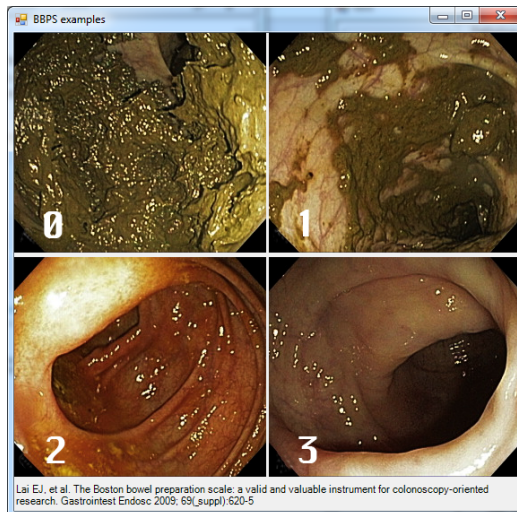 BBPS examples
0
1
2
3
Lai EJ, et al. The Boston bowel preparation scale: a valid and valuable instrument for colonoscopy-oriented
research. Gastrointest Endosc 2009; 69(_suppl):620-5